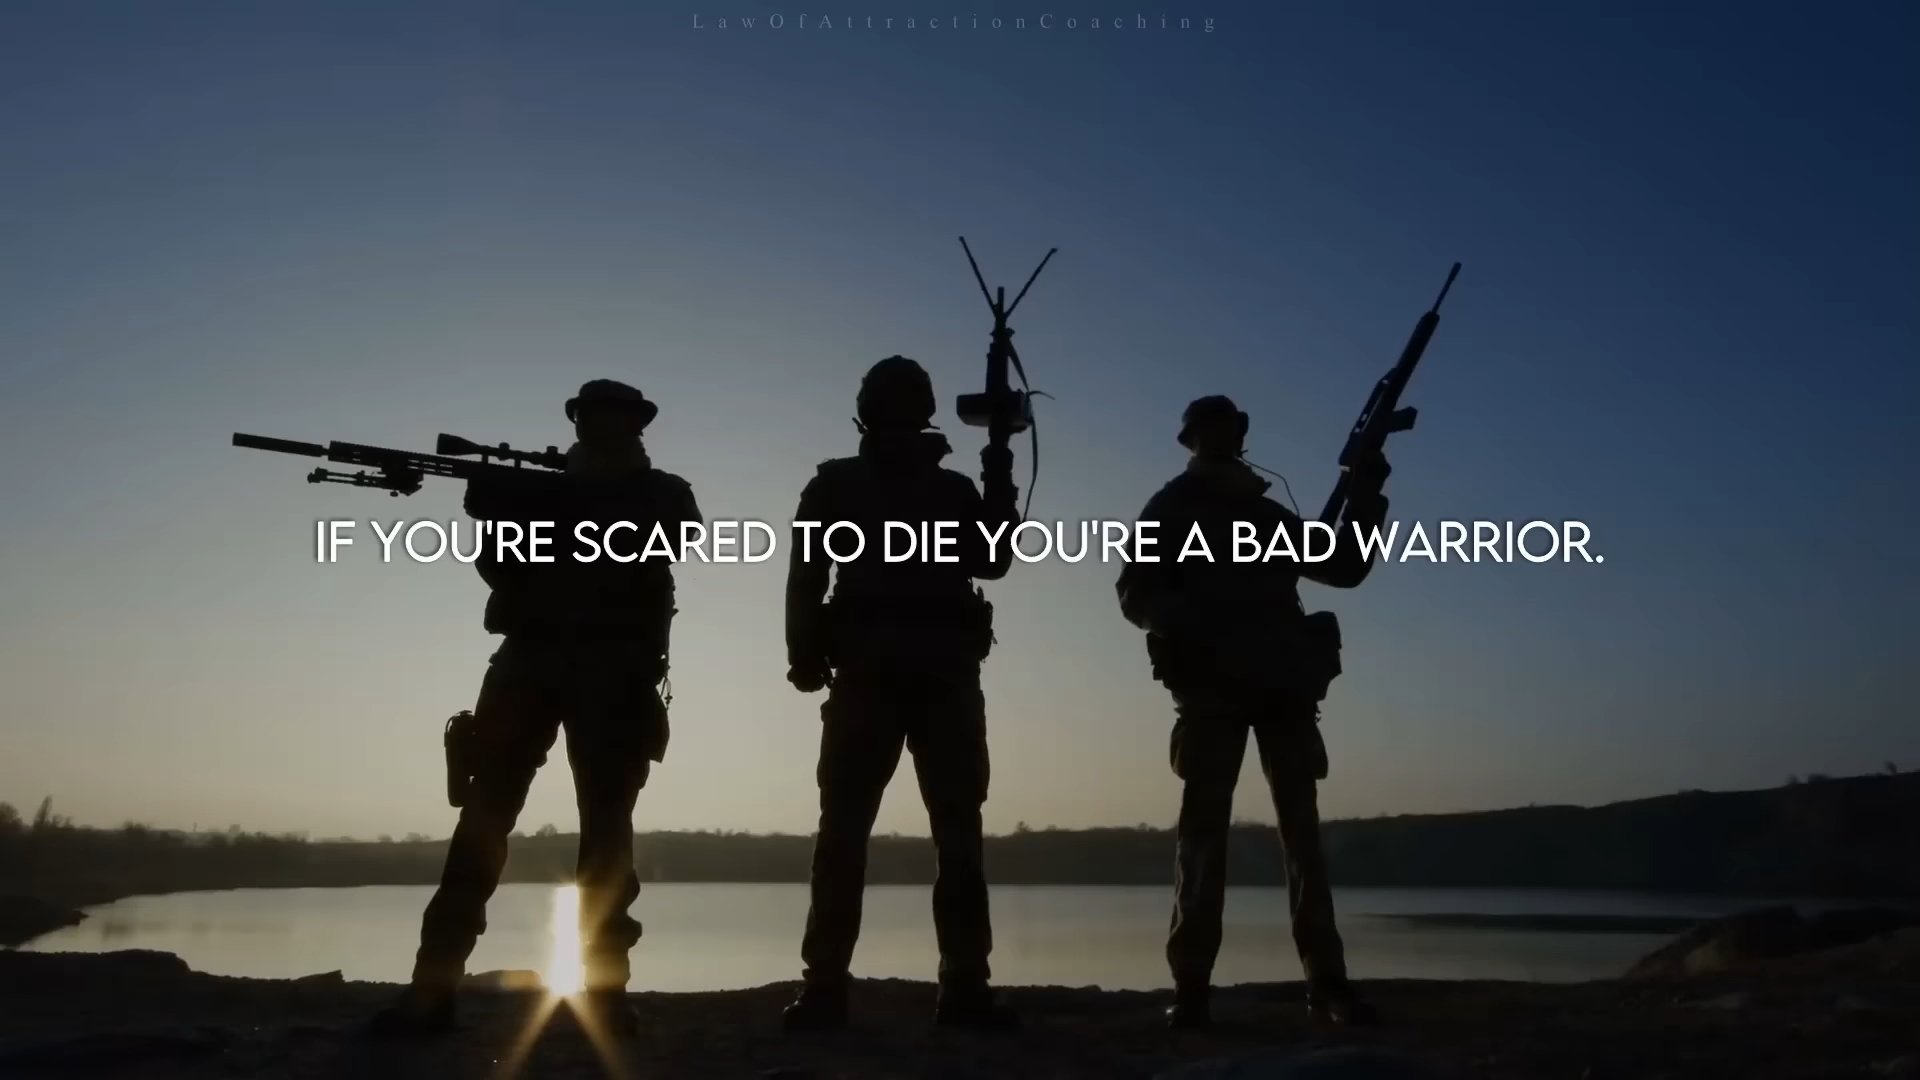 LawOfAttractionCoaching
IF YOU'RE SCARED TO DIE YOU'RE A BAD WARRIOR.